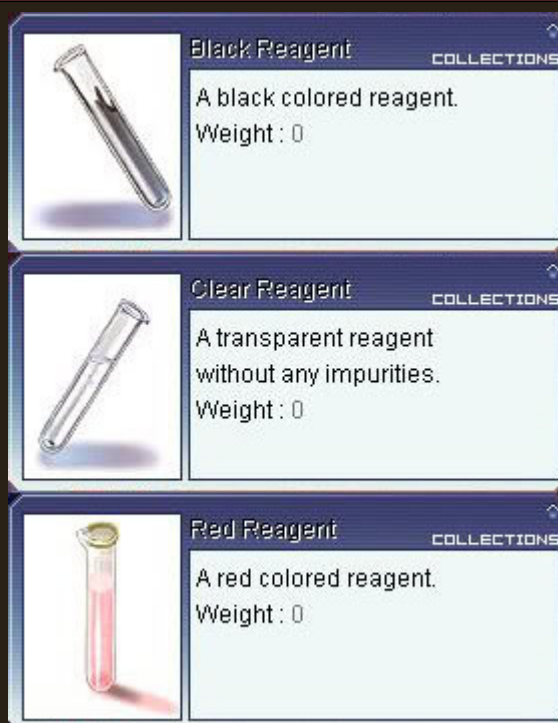 Black Reagent
COLLECTIONS
A black colored reagent.
Weight : 0
Clear Reagent
COLLECTIONS
A transparent reagent
without any impurities.
Weight : 0
Red Reagent
COLLECTIONS
A red colored reagent.
Weight : 0